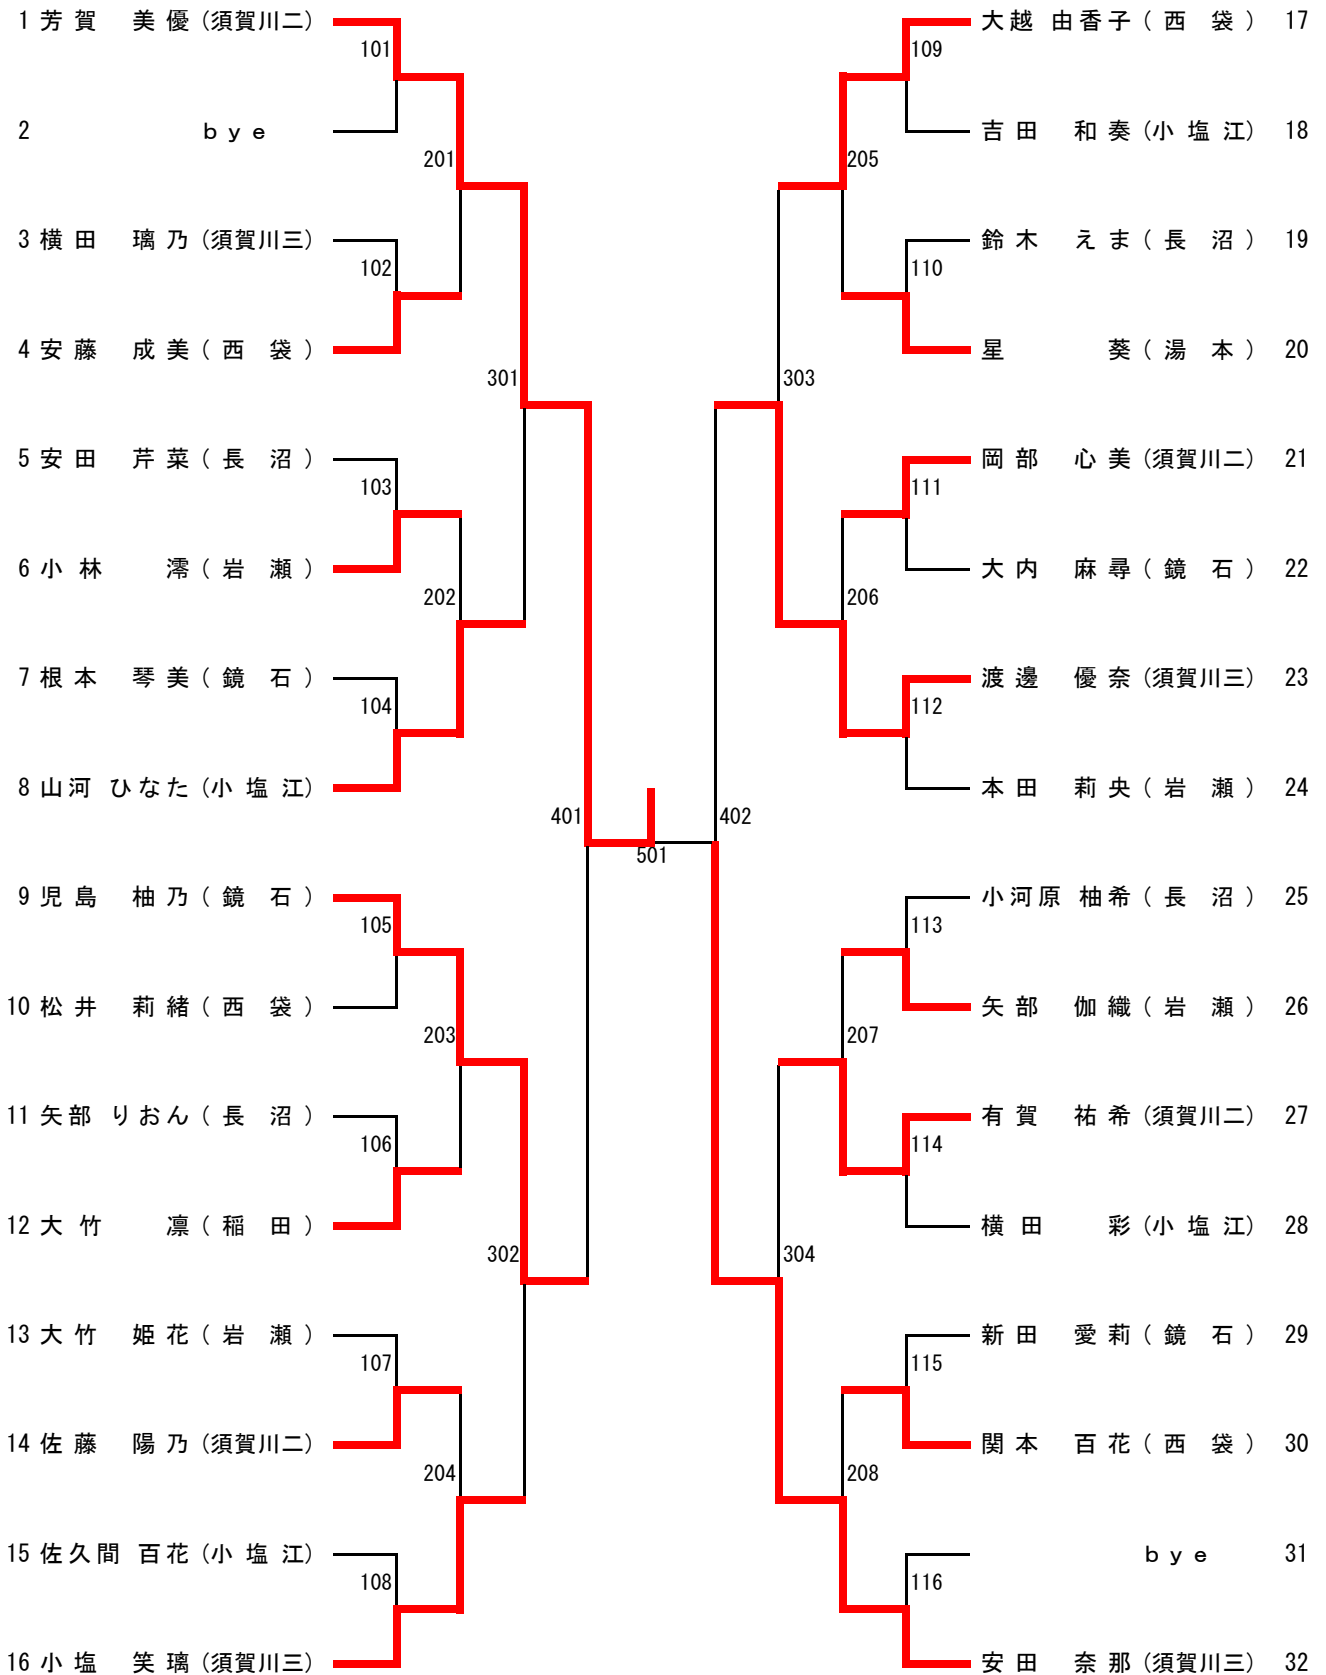 1 芳賀 美優 (須賀川二)
101
2 bye
201
3 横田 璃乃 (須賀川三)
102
4 安藤 成美 (西 袋)
301
5 安田 芹菜 (長 沼)
103
6 小林 澪 (岩 瀬)
202
7 根本 琴美 (鏡 石)
104
8 山河 ひなた (小塩江)
401
9 児島 柚乃 (鏡 石)
105
10 松井 莉緒 (西 袋)
203
11 矢部 りおん (長 沼)
106
12 大竹 凛 (稲 田)
302
13 大竹 姫花 (岩 瀬)
107
14 佐藤 陽乃 (須賀川二)
204
15 佐久間 百花 (小塩江)
108
16 小塩 笑璃 (須賀川三)
501
大越 由香子 (西 袋) 17
109
吉田 和奏 (小塩江) 18
205
鈴木 えま (長 沼) 19
110
星 葵 (湯 本) 20
303
岡部 心美 (須賀川二) 21
111
大内 麻尋 (鏡 石) 22
206
渡邊 優奈 (須賀川三) 23
112
本田 莉央 (岩 瀬) 24
402
小河原 柚希 (長 沼) 25
113
矢部 伽織 (岩 瀬) 26
207
有賀 祐希 (須賀川二) 27
114
横田 彩 (小塩江) 28
304
新田 愛莉 (鏡 石) 29
115
関本 百花 (西 袋) 30
208
bye 31
116
安田 奈那 (須賀川三) 32